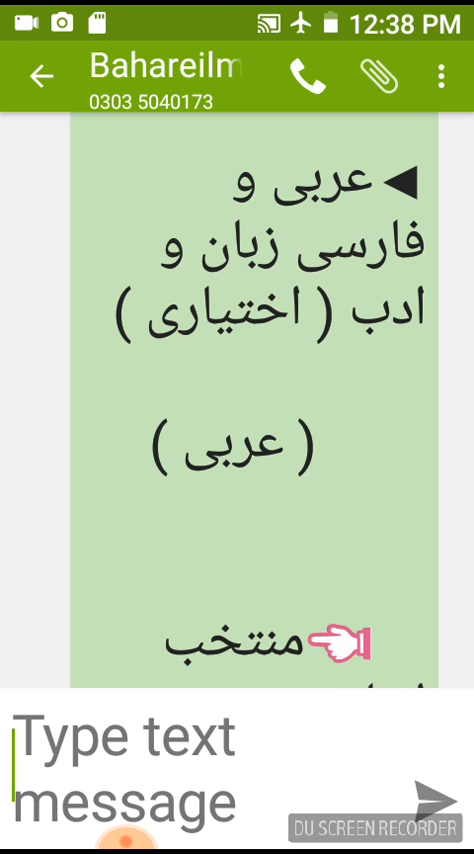 12:38 PM
Bahareilm
0303 5040173
◀عربی و
فارسی زبان و
ادب ( اختیاری )
( عربی )
منتخب
Type text
message
DU SCREEN RECORDER